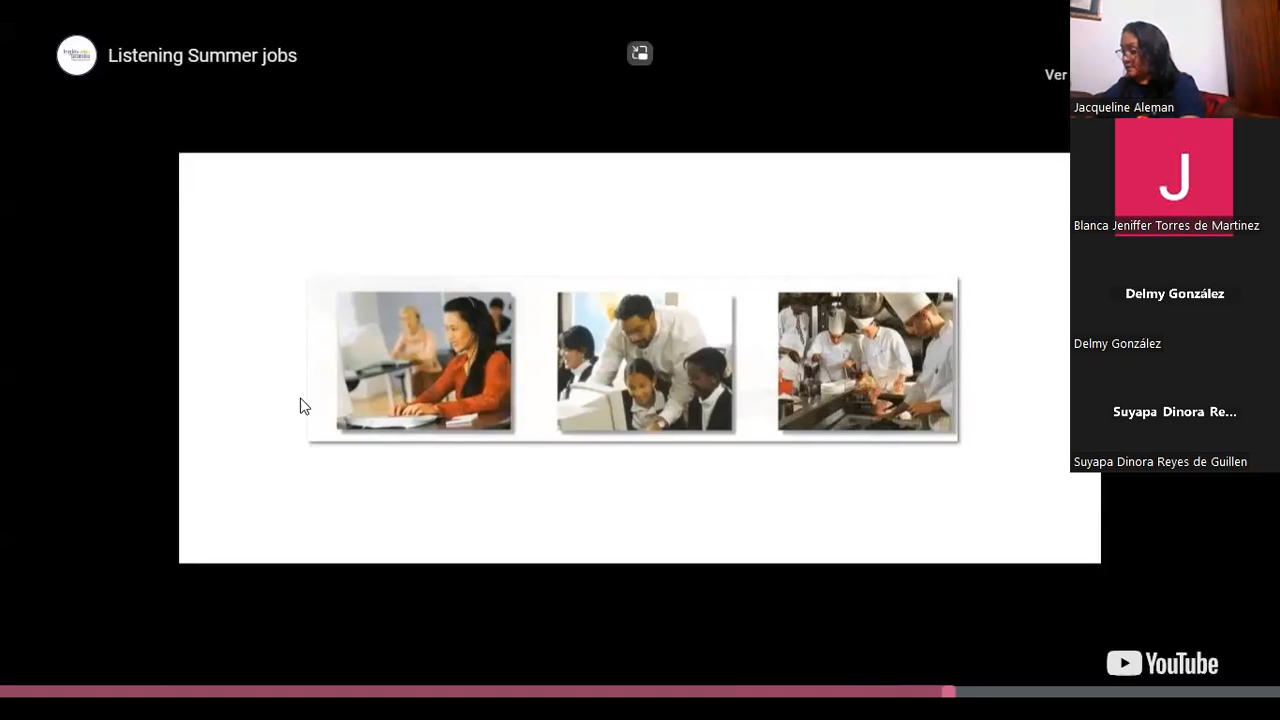 Listening Summer jobs
Ver
Jacqueline Aleman
J
Blanca Jeniffer Torres de Martinez
Delmy González
Delmy González
Suyapa Dinora Re...
Suyapa Dinora Reyes de Guillen
YouTube